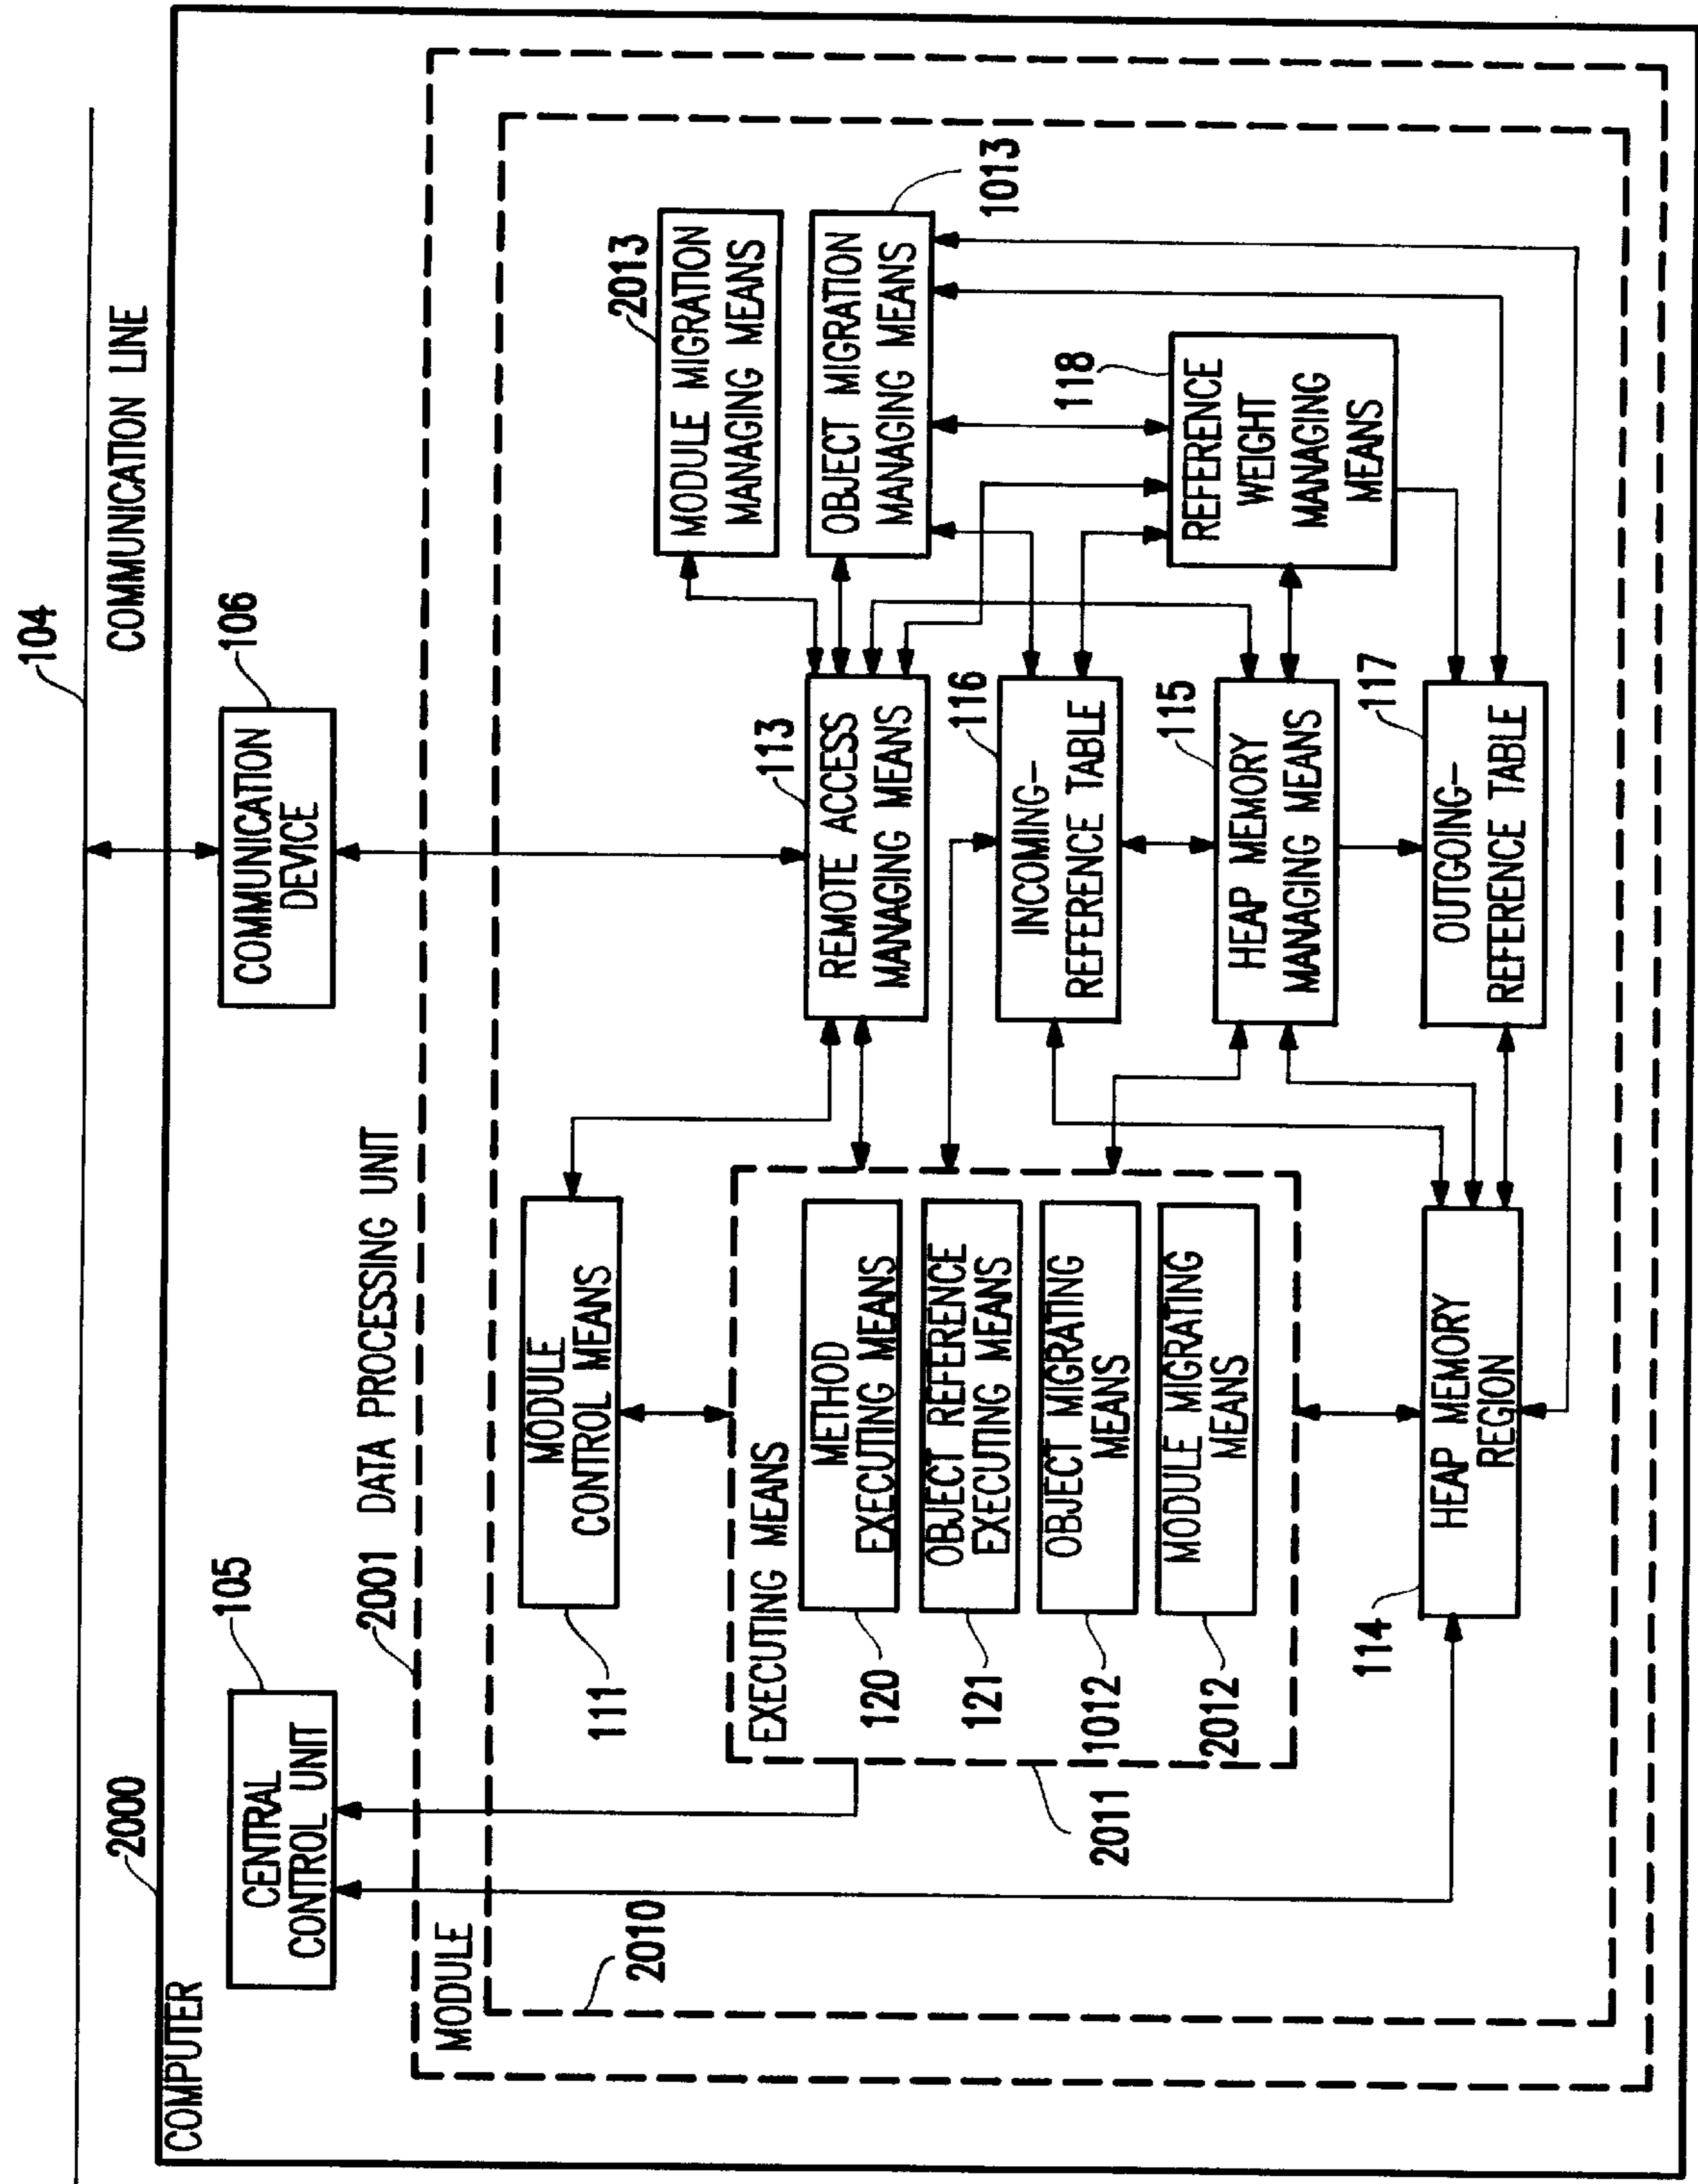 104
COMMUNICATION LINE
2000
COMPUTER
105
CENTRAL
CONTROL UNIT
106
COMMUNICATION
DEVICE
2001
DATA PROCESSING UNIT
MODULE
2010
MODULE
CONTROL MEANS
111
EXECUTING MEANS
METHOD
EXECUTING MEANS
120
OBJECT REFERENCE
EXECUTING MEANS
121
OBJECT MIGRATING
MEANS
1012
MODULE MIGRATING
MEANS
2012
2011
HEAP MEMORY
REGION
114
113
REMOTE ACCESS
MANAGING MEANS
116
INCOMING-
REFERENCE TABLE
115
HEAP MEMORY
MANAGING MEANS
117
OUTGOING-
REFERENCE TABLE
2013
MODULE MIGRATION
MANAGING MEANS
OBJECT MIGRATION
MANAGING MEANS
1013
118
REFERENCE
WEIGHT
MANAGING
MEANS